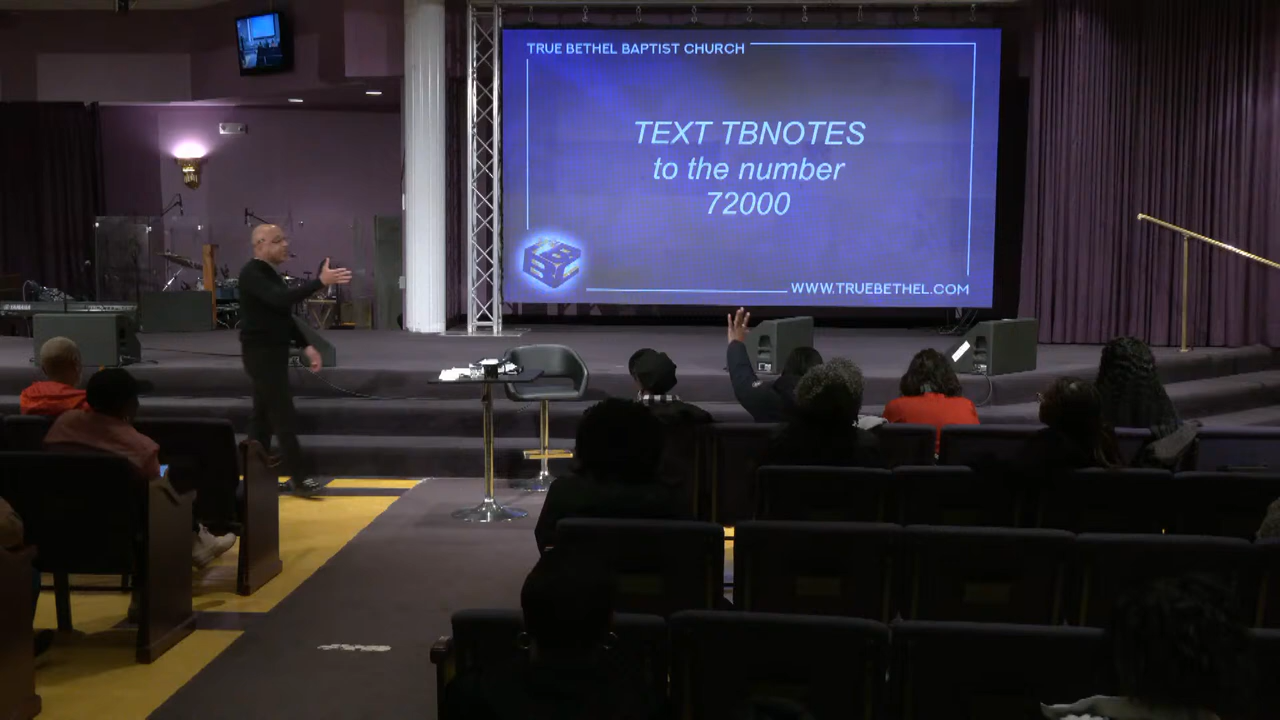 TRUE BETHEL BAPTIST CHURCH
TEXT TBNOTES
to the number
72000
WWW.TRUEBETHEL.COM